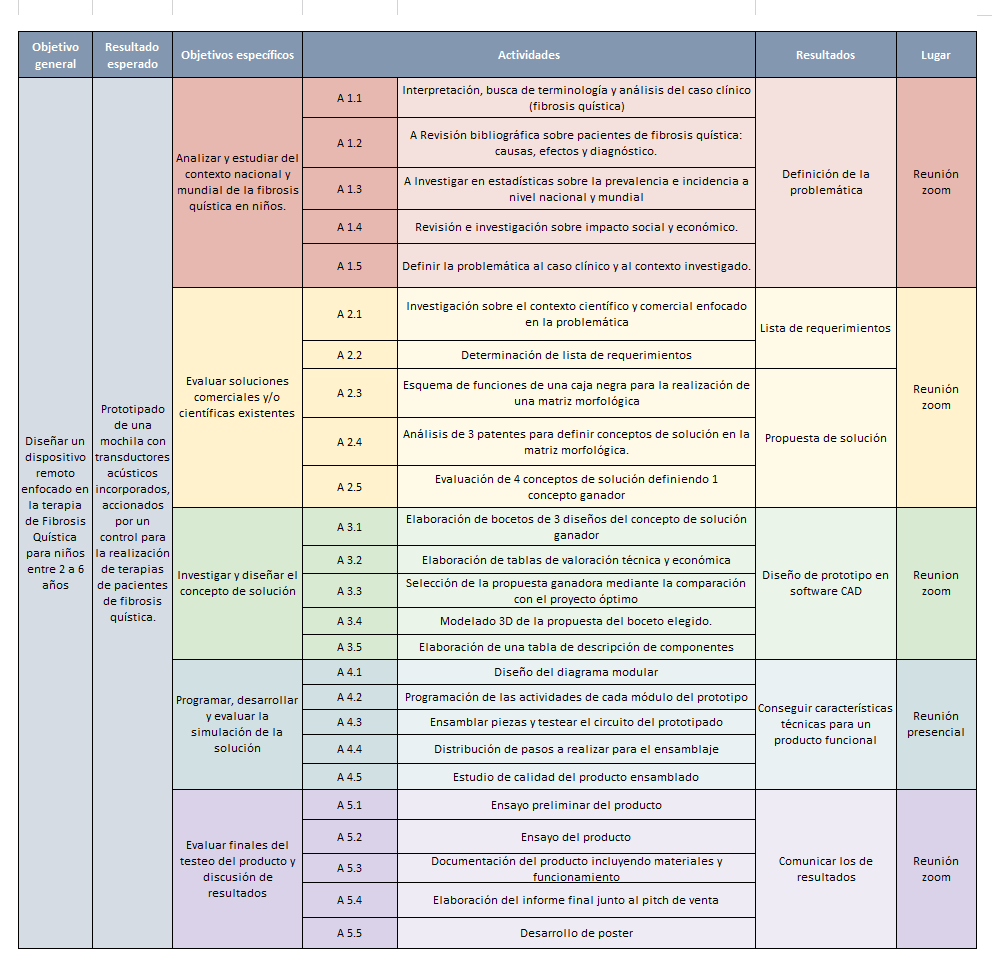 Objetivo
general
Resultado
esperado
Objetivos específicos
Actividades
Resultados
Lugar
Diseñar un
dispositivo
remoto
enfocado en
la terapia
de Fibrosis
Quística
para niños
entre 2 a 6
años
Prototipado
de una
mochila con
transductores
acústicos
incorporados,
accionados
por un
control para
la realización
de terapias
de pacientes
de fibrosis
quística.
Analizar y estudiar del
contexto nacional y
mundial de la fibrosis
quística en niños.
A 1.1
Interpretación, busca de terminología y análisis del caso clínico
(fibrosis quística)
A 1.2
A Revisión bibliográfica sobre pacientes de fibrosis quística:
causas, efectos y diagnóstico.
A 1.3
A Investigar en estadísticas sobre la prevalencia e incidencia a
nivel nacional y mundial
A 1.4
Revisión e investigación sobre impacto social y económico.
A 1.5
Definir la problemática al caso clínico y al contexto investigado.
Definición de la
problemática
Reunión
zoom
Evaluar soluciones
comerciales y/o
científicas existentes
A 2.1
Investigación sobre el contexto científico y comercial enfocado
en la problemática
A 2.2
Determinación de lista de requerimientos
Lista de requerimientos
A 2.3
Esquema de funciones de una caja negra para la realización de
una matriz morfológica
A 2.4
Análisis de 3 patentes para definir conceptos de solución en la
matriz morfológica.
A 2.5
Evaluación de 4 conceptos de solución definiendo 1
concepto ganador
Propuesta de solución
Reunión
zoom
Investigar y diseñar el
concepto de solución
A 3.1
Elaboración de bocetos de 3 diseños del concepto de solución
ganador
A 3.2
Elaboración de tablas de valoración técnica y económica
A 3.3
Selección de la propuesta ganadora mediante la comparación
con el proyecto óptimo
A 3.4
Modelado 3D de la propuesta del boceto elegido.
A 3.5
Elaboración de una tabla de descripción de componentes
Diseño de prototipo en
software CAD
Reunion
zoom
Programar, desarrollar
y evaluar la
simulación de la
solución
A 4.1
Diseño del diagrama modular
A 4.2
Programación de las actividades de cada módulo del prototipo
A 4.3
Ensamblar piezas y testear el circuito del prototipado
A 4.4
Distribución de pasos a realizar para el ensamblaje
A 4.5
Estudio de calidad del producto ensamblado
Conseguir características
técnicas para un
producto funcional
Reunión
presencial
Evaluar finales del
testeo del producto y
discusión de
resultados
A 5.1
Ensayo preliminar del producto
A 5.2
Ensayo del producto
A 5.3
Documentación del producto incluyendo materiales y
funcionamiento
A 5.4
Elaboración del informe final junto al pitch de venta
A 5.5
Desarrollo de poster
Comunicar los de
resultados
Reunión
zoom